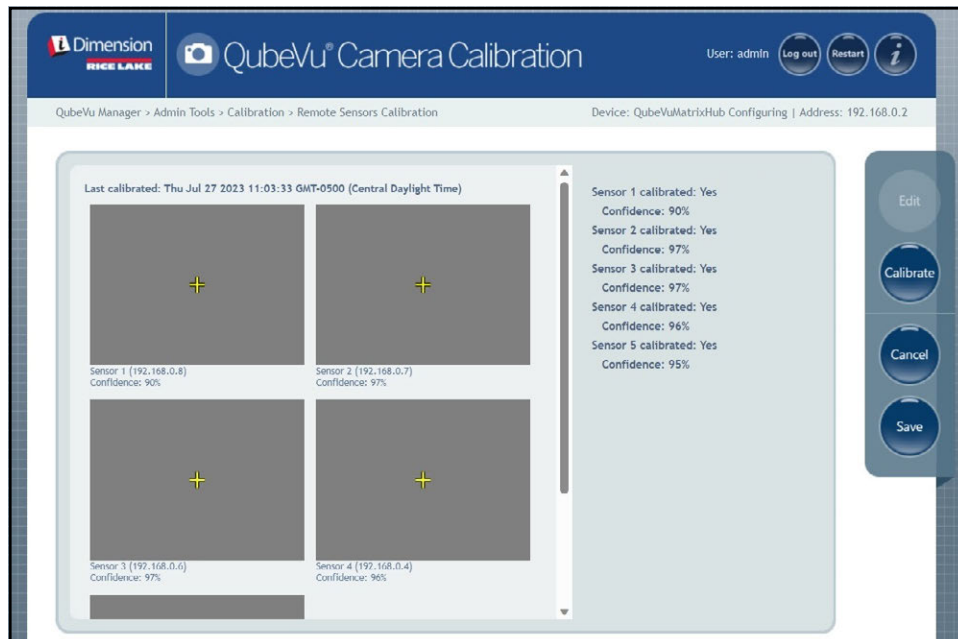 iDimension
RICE LAKE
QubeVu® Camera Calibration
User: admin
Log out
Restart
i
QubeVu Manager > Admin Tools > Calibration > Remote Sensors Calibration
Device: QubeVuMatrixHub Configuring | Address: 192.168.0.2
Last calibrated: Thu Jul 27 2023 11:03:33 GMT-0500 (Central Daylight Time)
Sensor 1 (192.168.0.8)
Confidence: 90%
Sensor 2 (192.168.0.7)
Confidence: 97%
Sensor 3 (192.168.0.6)
Confidence: 97%
Sensor 4 (192.168.0.4)
Confidence: 96%
Sensor 1 calibrated: Yes
Confidence: 90%
Sensor 2 calibrated: Yes
Confidence: 97%
Sensor 3 calibrated: Yes
Confidence: 97%
Sensor 4 calibrated: Yes
Confidence: 96%
Sensor 5 calibrated: Yes
Confidence: 95%
Edit
Calibrate
Cancel
Save